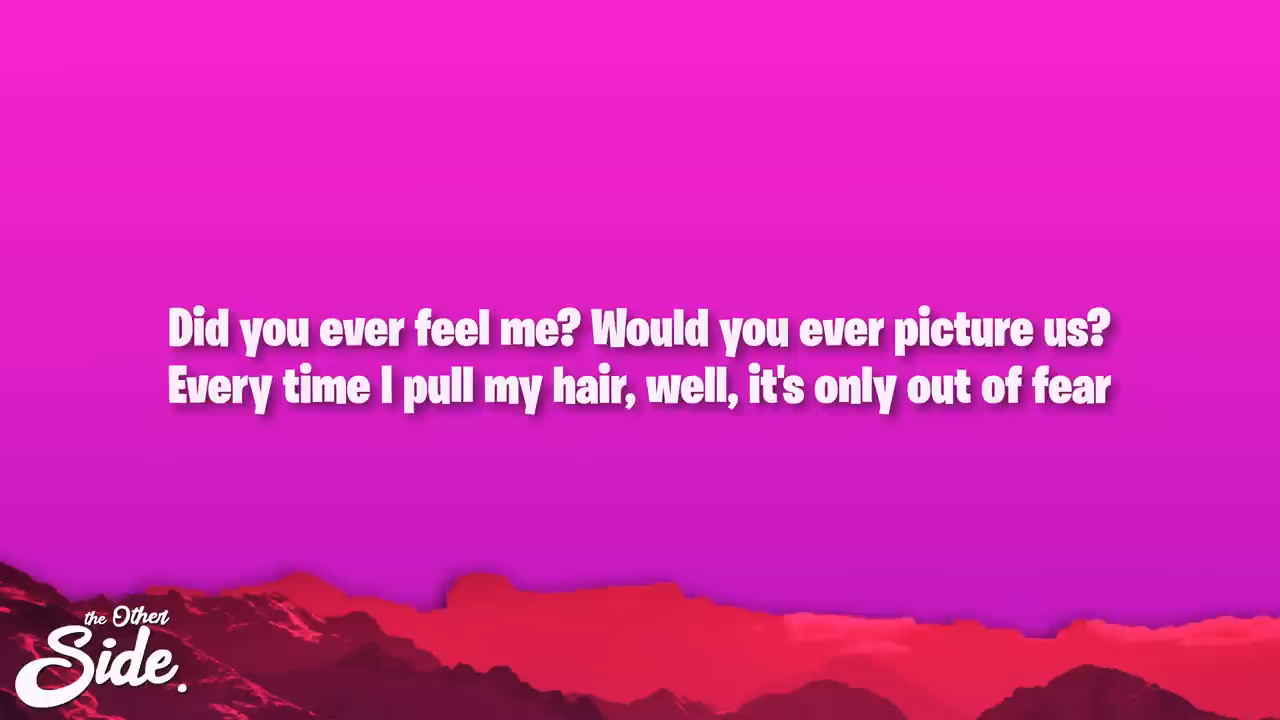 Did you ever feel me? Would you ever picture us?
Every time I pull my hair, well, it's only out of fear
the Other
Side.